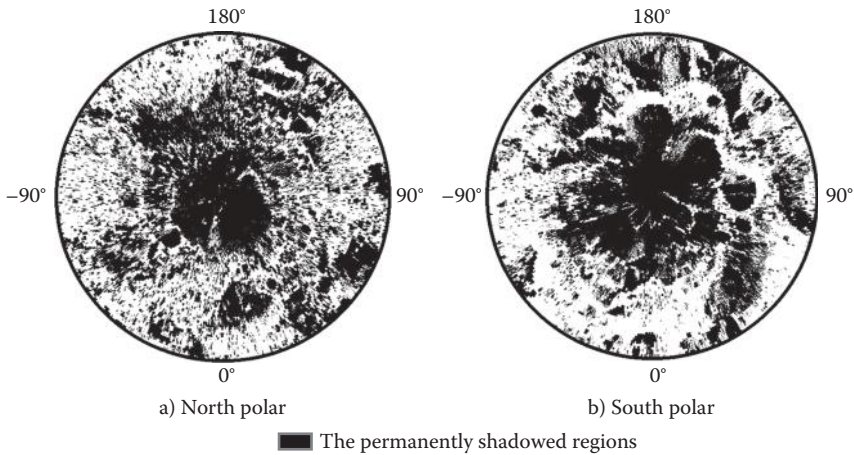 180°
180°
−90°
90°
−90°
90°
0°
0°
a) North polar
b) South polar
The permanently shadowed regions